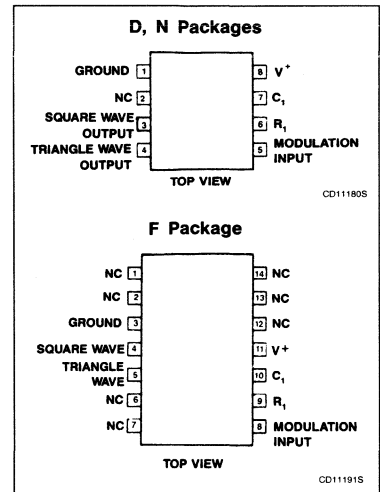 D, N Packages
GROUND 1
NC 2
SQUARE WAVE OUTPUT 3
TRIANGLE WAVE OUTPUT 4
8 V+
7 C1
6 R1
5 MODULATION INPUT
TOP VIEW
CD11180S
F Package
NC 1
NC 2
GROUND 3
SQUARE WAVE 4
TRIANGLE WAVE 5
NC 6
NC 7
14 NC
13 NC
12 NC
11 V+
10 C1
9 R1
8 MODULATION INPUT
TOP VIEW
CD11191S